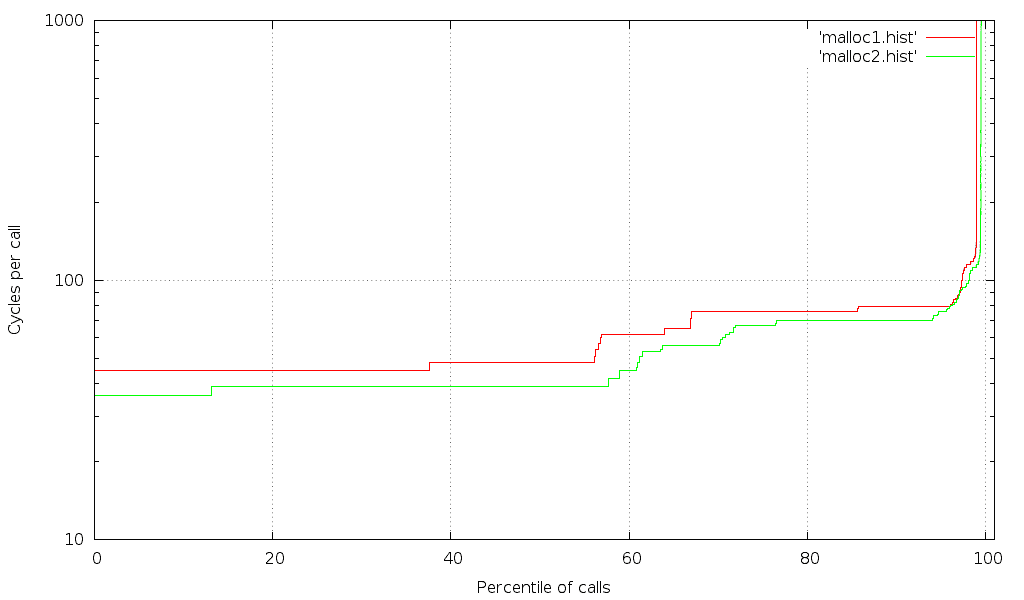 1000
'malloc1.hist'
'malloc2.hist'
Cycles per call
100
10
0 20 40 60 80 100
Percentile of calls